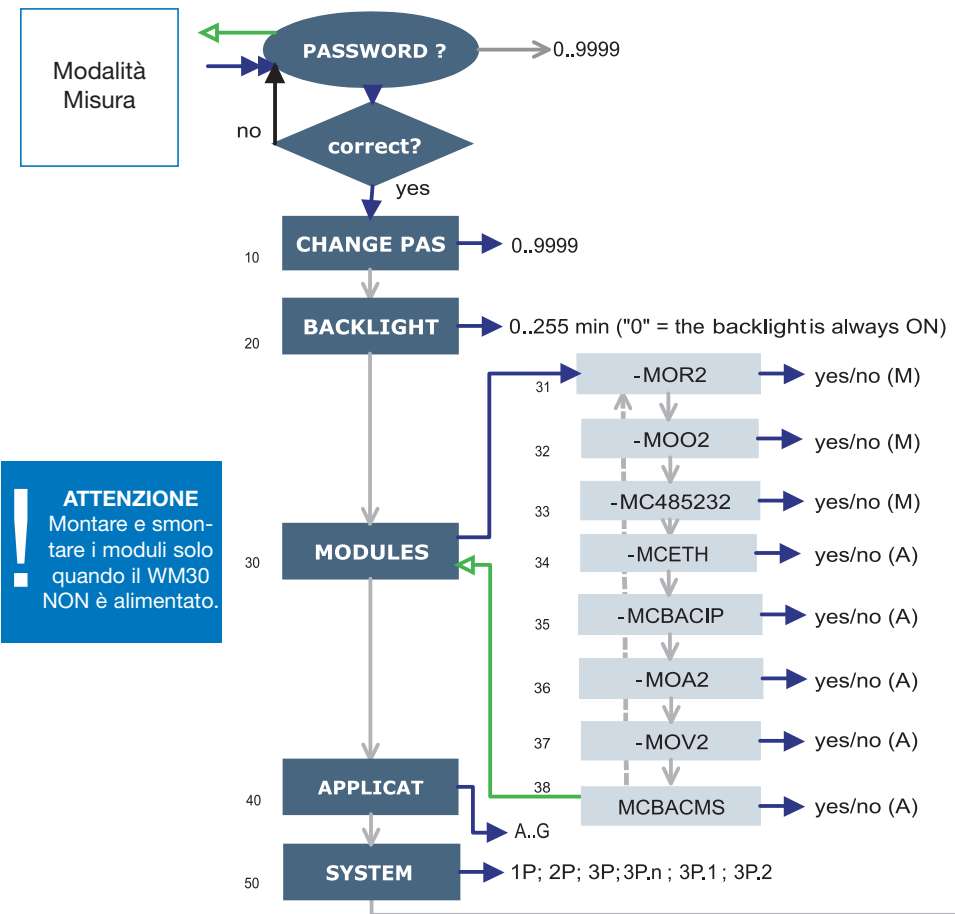 PASSWORD ?
0..9999
Modalità
Misura
no
correct?
yes
10
CHANGE PAS
0..9999
20
BACKLIGHT
0..255 min ("0" = the backlight is always ON)
31
-MOR2
yes/no (M)
32
-MOO2
yes/no (M)
33
-MC485232
yes/no (M)
ATTENZIONE
!
Montare e smon-
tare i moduli solo
quando il WM30
NON è alimentato.
30
MODULES
34
-MCETH
yes/no (A)
35
-MCBACIP
yes/no (A)
36
-MOA2
yes/no (A)
37
-MOV2
yes/no (A)
38
MCBACMS
yes/no (A)
40
APPLICAT
A..G
50
SYSTEM
1P; 2P; 3P;3P.n ; 3P.1 ; 3P.2